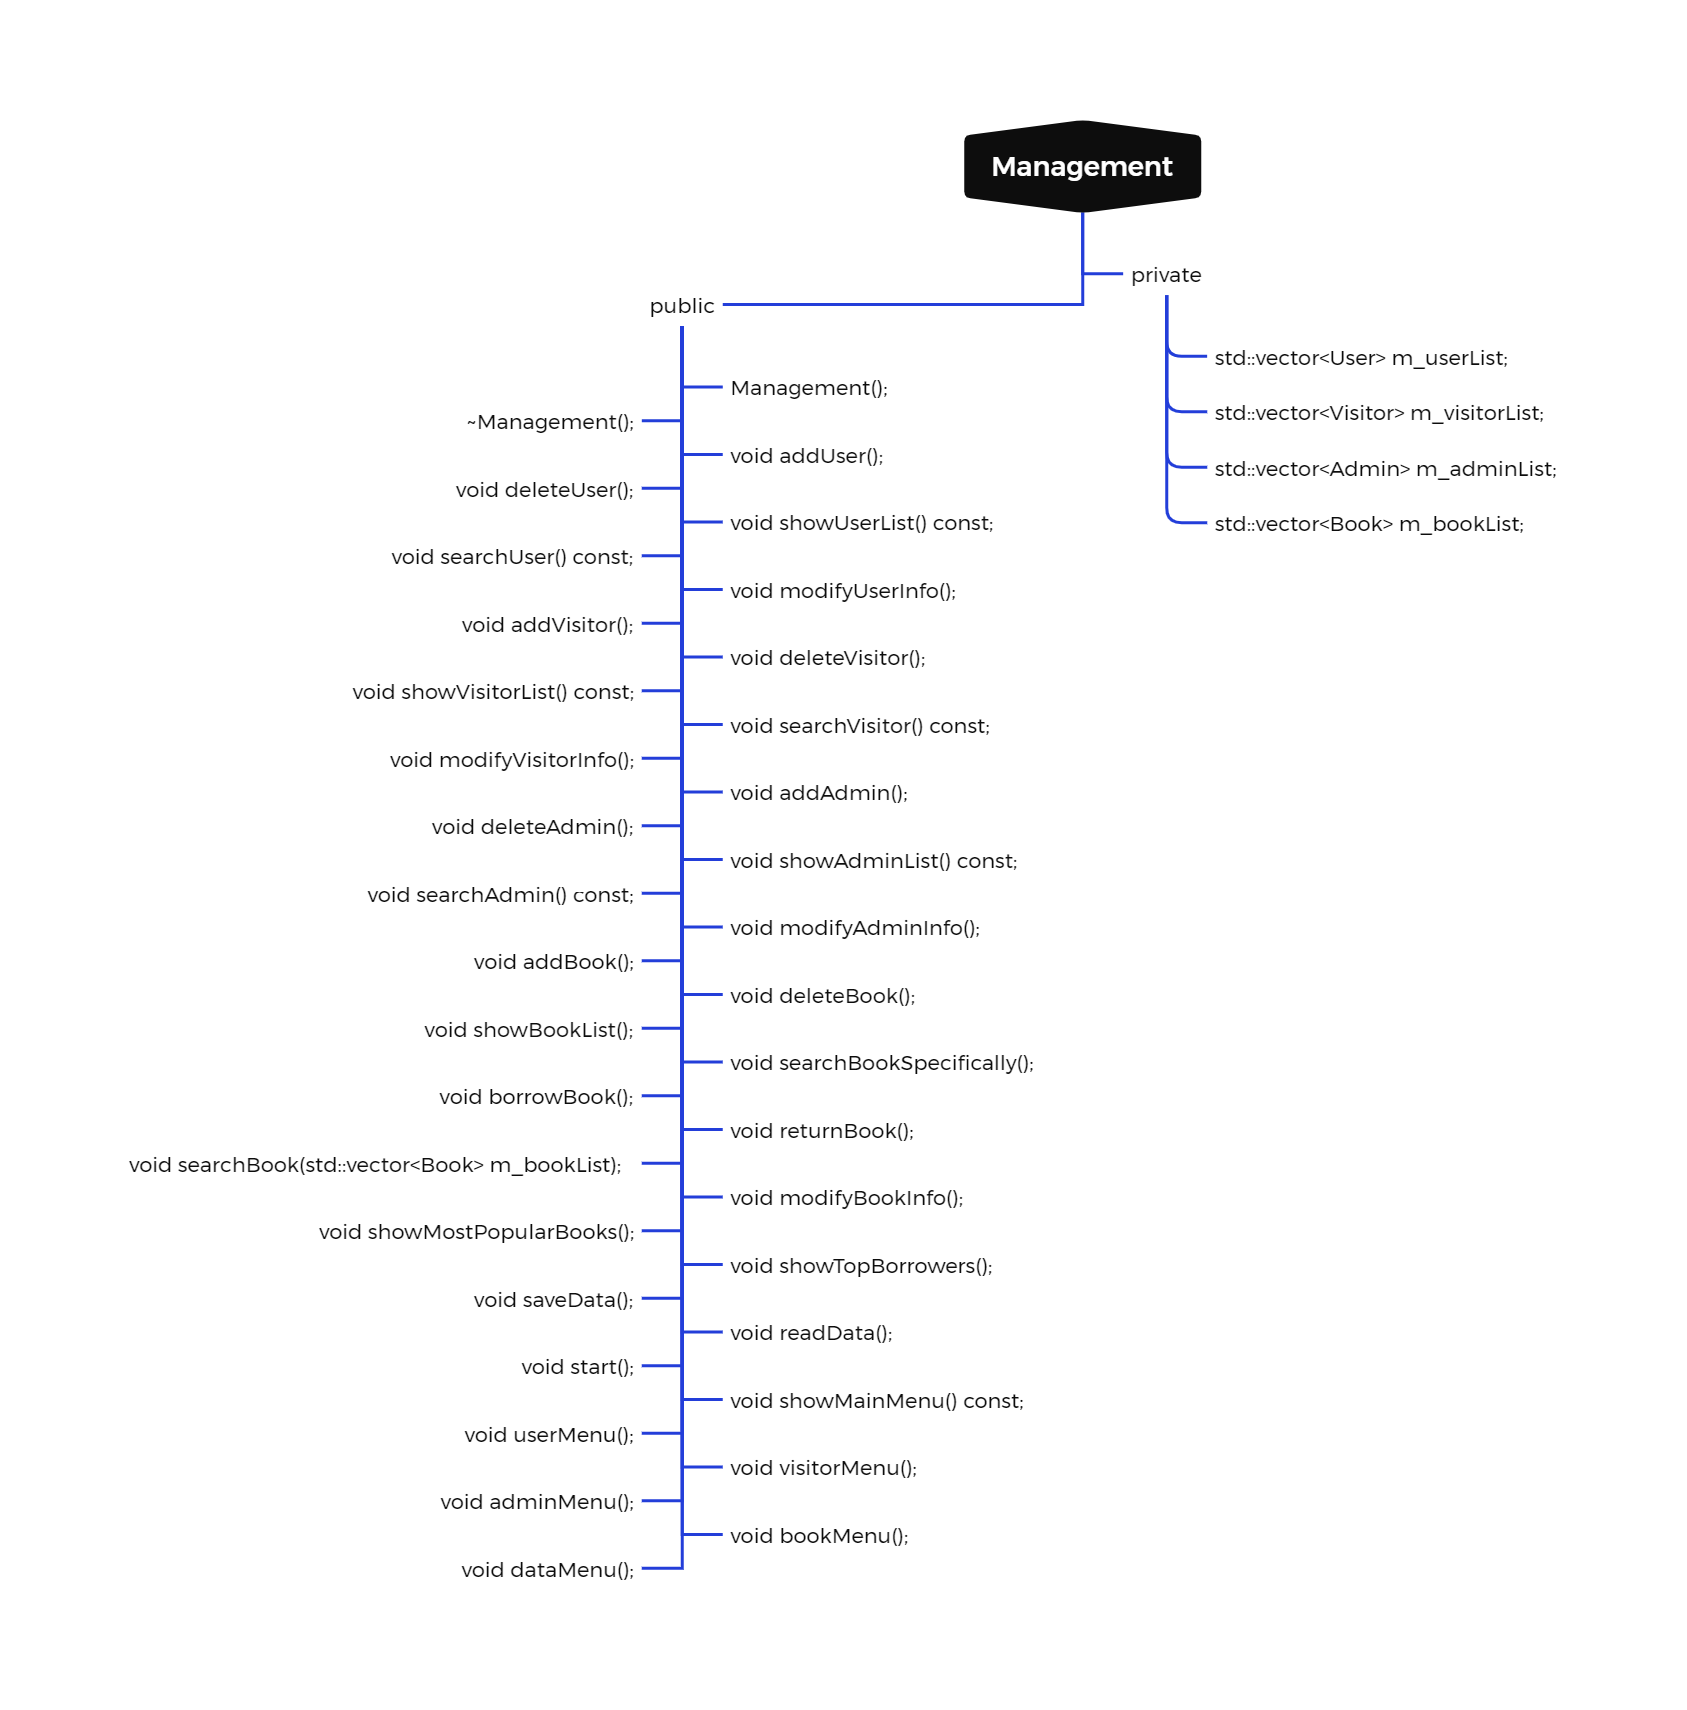 Management
private
std::vector<User> m_userList;
std::vector<Visitor> m_visitorList;
std::vector<Admin> m_adminList;
std::vector<Book> m_bookList;
public
Management();
~Management();
void addUser();
void deleteUser();
void showUserList() const;
void searchUser() const;
void modifyUserInfo();
void addVisitor();
void deleteVisitor();
void showVisitorList() const;
void searchVisitor() const;
void modifyVisitorInfo();
void addAdmin();
void deleteAdmin();
void showAdminList() const;
void searchAdmin() const;
void modifyAdminInfo();
void addBook();
void deleteBook();
void showBookList();
void searchBookSpecifically();
void borrowBook();
void returnBook();
void searchBook(std::vector<Book> m_bookList);
void modifyBookInfo();
void showMostPopularBooks();
void showTopBorrowers();
void saveData();
void readData();
void start();
void showMainMenu() const;
void userMenu();
void visitorMenu();
void adminMenu();
void bookMenu();
void dataMenu();